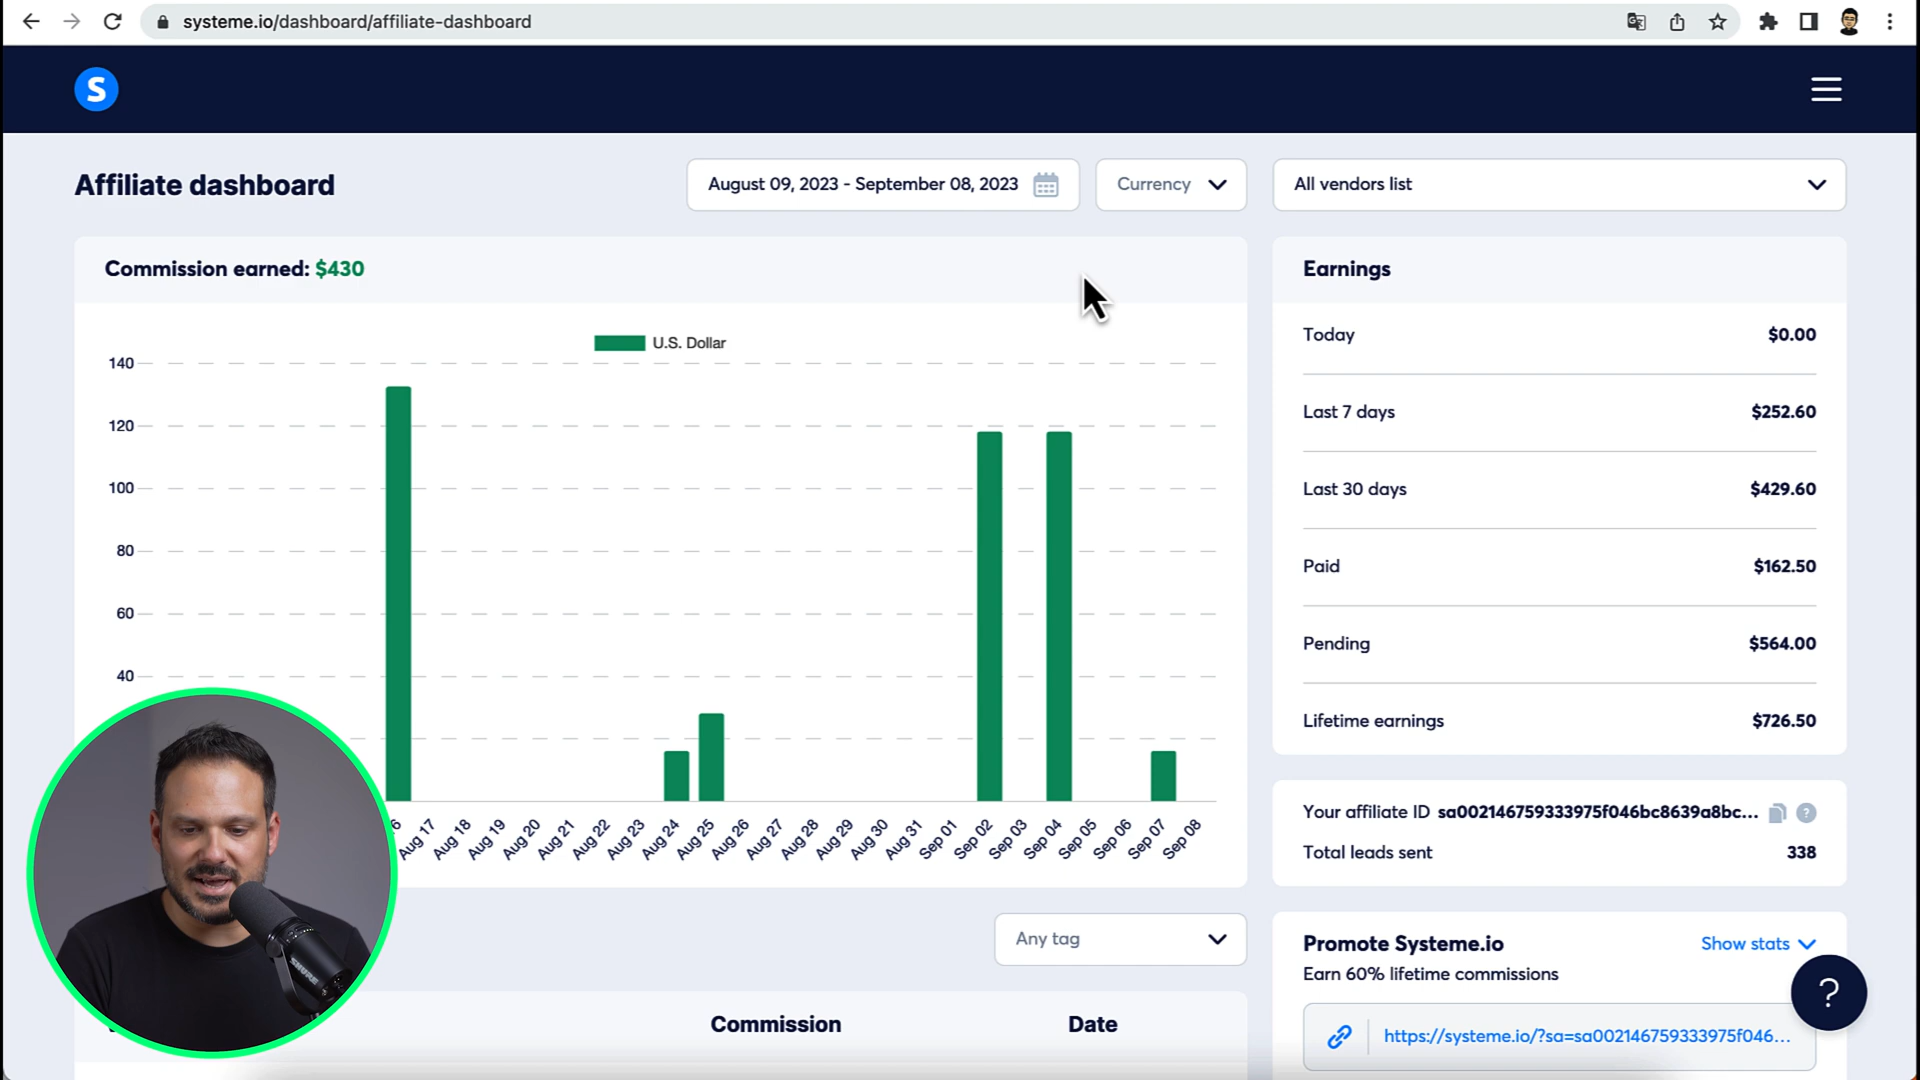 systeme.io/dashboard/affiliate-dashboard
S
Affiliate dashboard
August 09, 2023 - September 08, 2023
Currency
All vendors list
Commission earned: $430
U.S. Dollar
140
120
100
80
60
40
Aug 17
Aug 18
Aug 19
Aug 20
Aug 21
Aug 22
Aug 23
Aug 24
Aug 25
Aug 26
Aug 27
Aug 28
Aug 29
Aug 30
Aug 31
Sep 01
Sep 02
Sep 03
Sep 04
Sep 05
Sep 06
Sep 07
Sep 08
Earnings
Today $0.00
Last 7 days $252.60
Last 30 days $429.60
Paid $162.50
Pending $564.00
Lifetime earnings $726.50
Your affiliate ID sa002146759333975f046bc8639a8bc... ?
Total leads sent 338
Any tag
Commission Date
Promote Systeme.io Show stats
Earn 60% lifetime commissions
https://systeme.io/?sa=sa002146759333975f046...
?
SHURE